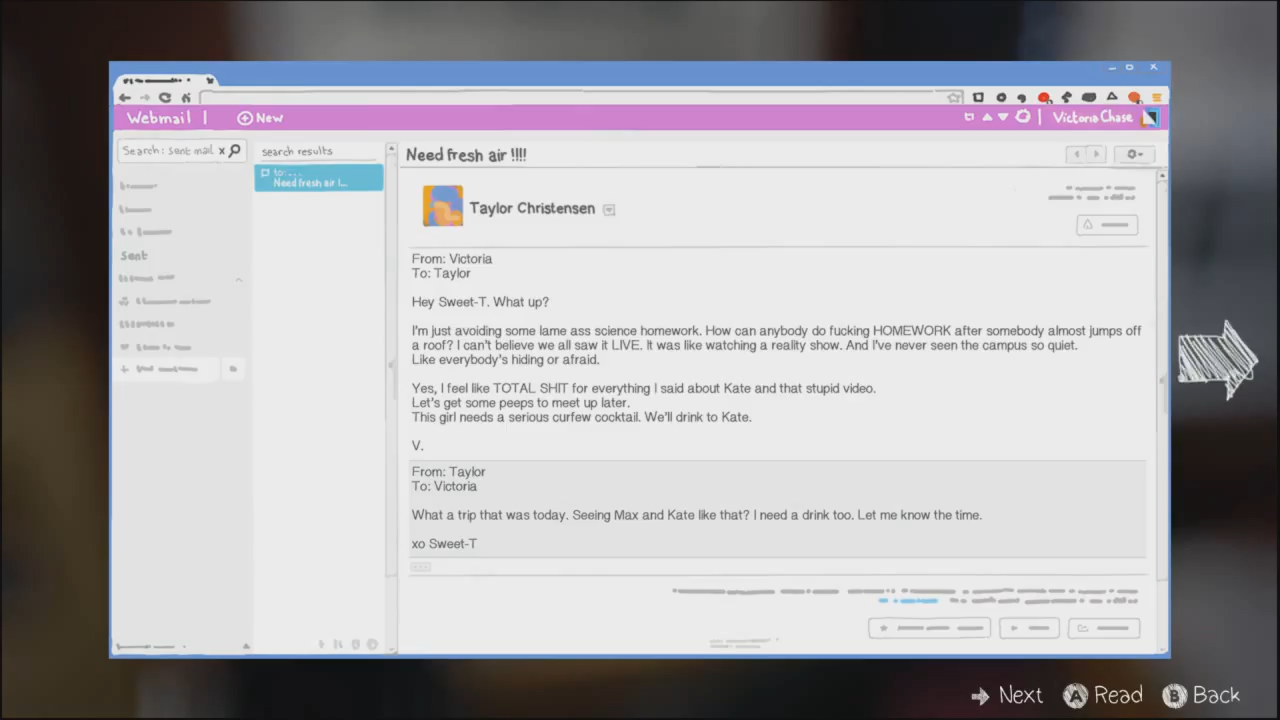 Webmail | New | Victoria Chase
Search: sent mail x
search results
to: ...
Need fresh air !...
Sent
Need fresh air !!!!
Taylor Christensen
From: Victoria
To: Taylor
Hey Sweet-T. What up?
I'm just avoiding some lame ass science homework. How can anybody do fucking HOMEWORK after somebody almost jumps off
a roof? I can't believe we all saw it LIVE. It was like watching a reality show. And I've never seen the campus so quiet.
Like everybody's hiding or afraid.
Yes, I feel like TOTAL SHIT for everything I said about Kate and that stupid video.
Let's get some peeps to meet up later.
This girl needs a serious curfew cocktail. We'll drink to Kate.
V.
From: Taylor
To: Victoria
What a trip that was today. Seeing Max and Kate like that? I need a drink too. Let me know the time.
xo Sweet-T
Next A Read B Back